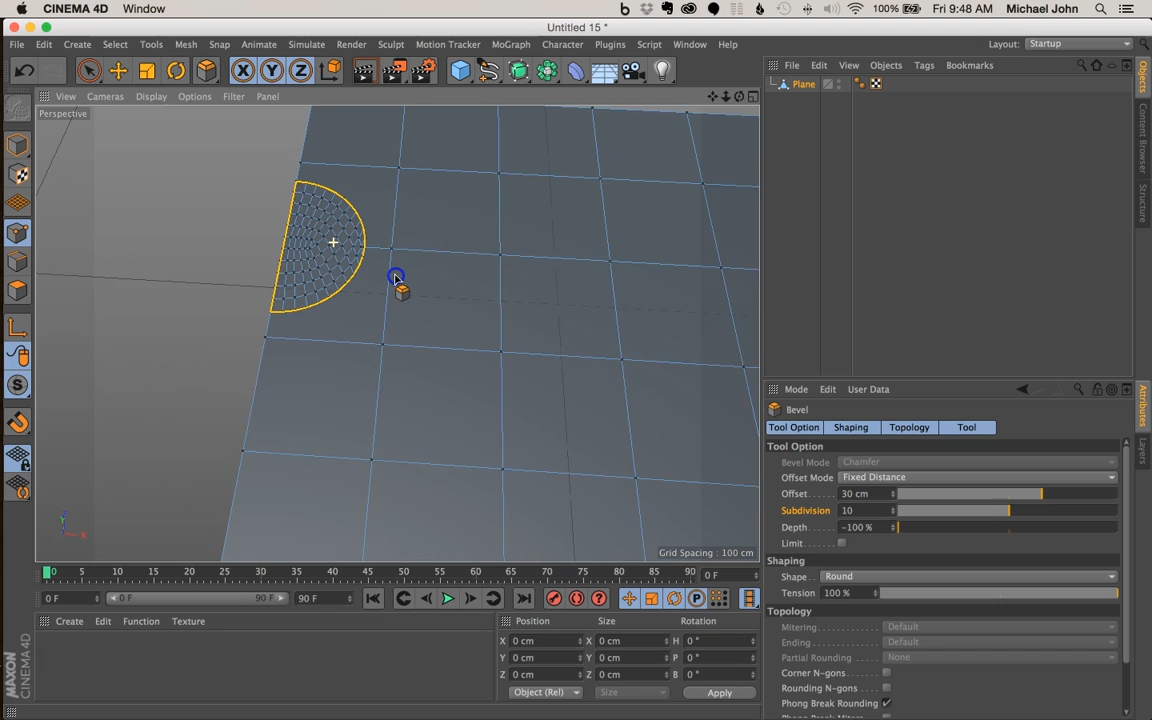 CINEMA 4D Window 100% Fri 9:48 AM Michael John
Untitled 15 *
File Edit Create Select Tools Mesh Snap Animate Simulate Render Sculpt Motion Tracker MoGraph Character Plugins Script Window Help Layout: Startup
X Y Z
File Edit View Objects Tags Bookmarks
Plane
View Cameras Display Options Filter Panel
Perspective
Objects
Content Browser
Structure
Mode Edit User Data
Bevel
Tool Option Shaping Topology Tool
Tool Option
Bevel Mode Chamfer
Offset Mode Fixed Distance
Offset...... 30 cm
Subdivision 10
Depth....... -100 %
Limit.......
Shaping
Shape.. Round
Tension 100 %
Topology
Mitering............. Default
Ending............... Default
Partial Rounding.. None
Corner N-gons....
Rounding N-gons
Phong Break Rounding
Attributes
Layers
Y
X
Grid Spacing : 100 cm
0 5 10 15 20 25 30 35 40 45 50 55 60 65 70 75 80 85 90 0 F
0 F 0 F 90 F 90 F
P
Create Edit Function Texture
Position Size Rotation
X 0 cm X 0 cm H 0 °
Y 0 cm Y 0 cm P 0 °
Z 0 cm Z 0 cm B 0 °
Object (Rel) Size Apply
MAXON
CINEMA 4D